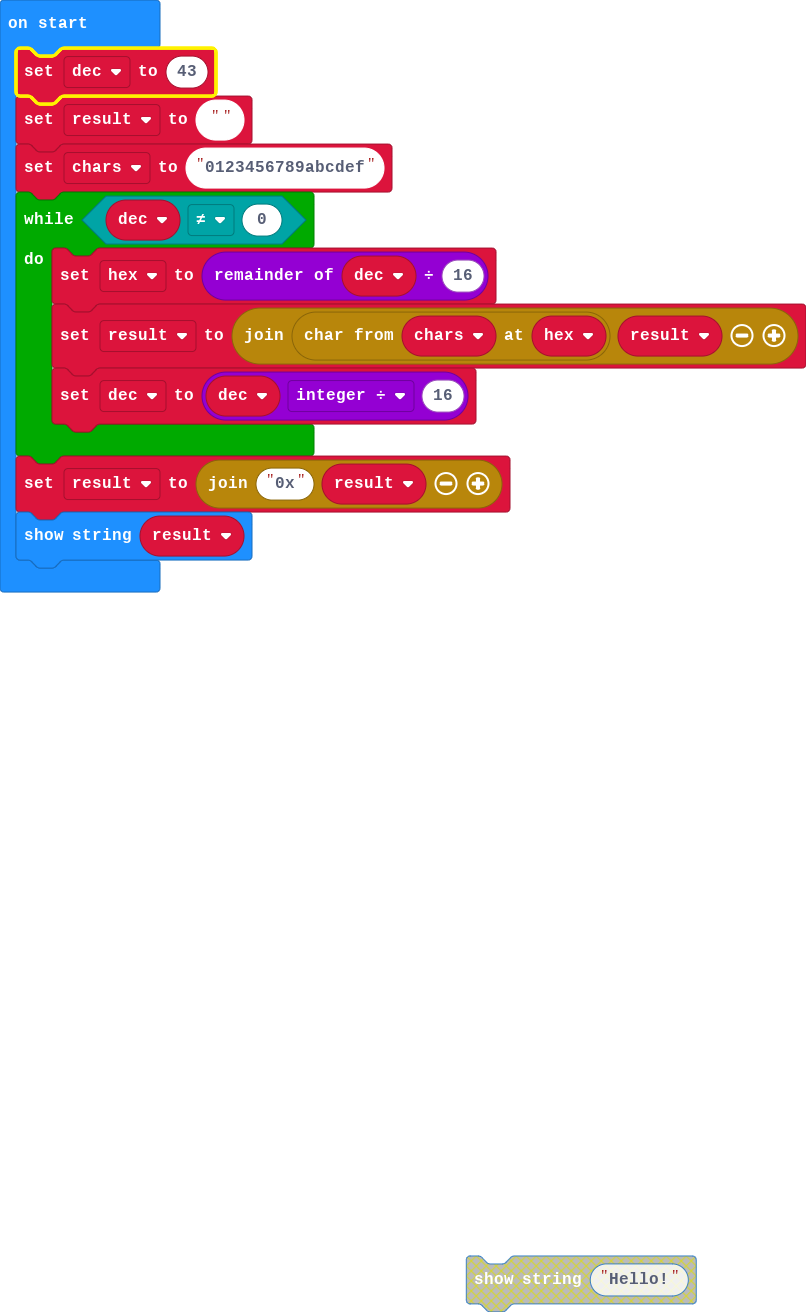 on start
set dec to 43
set result to ""
set chars to "0123456789abcdef"
while dec ≠ 0
do
set hex to remainder of dec ÷ 16
set result to join char from chars at hex result
set dec to dec integer ÷ 16
set result to join "0x" result
show string result
show string "Hello!"